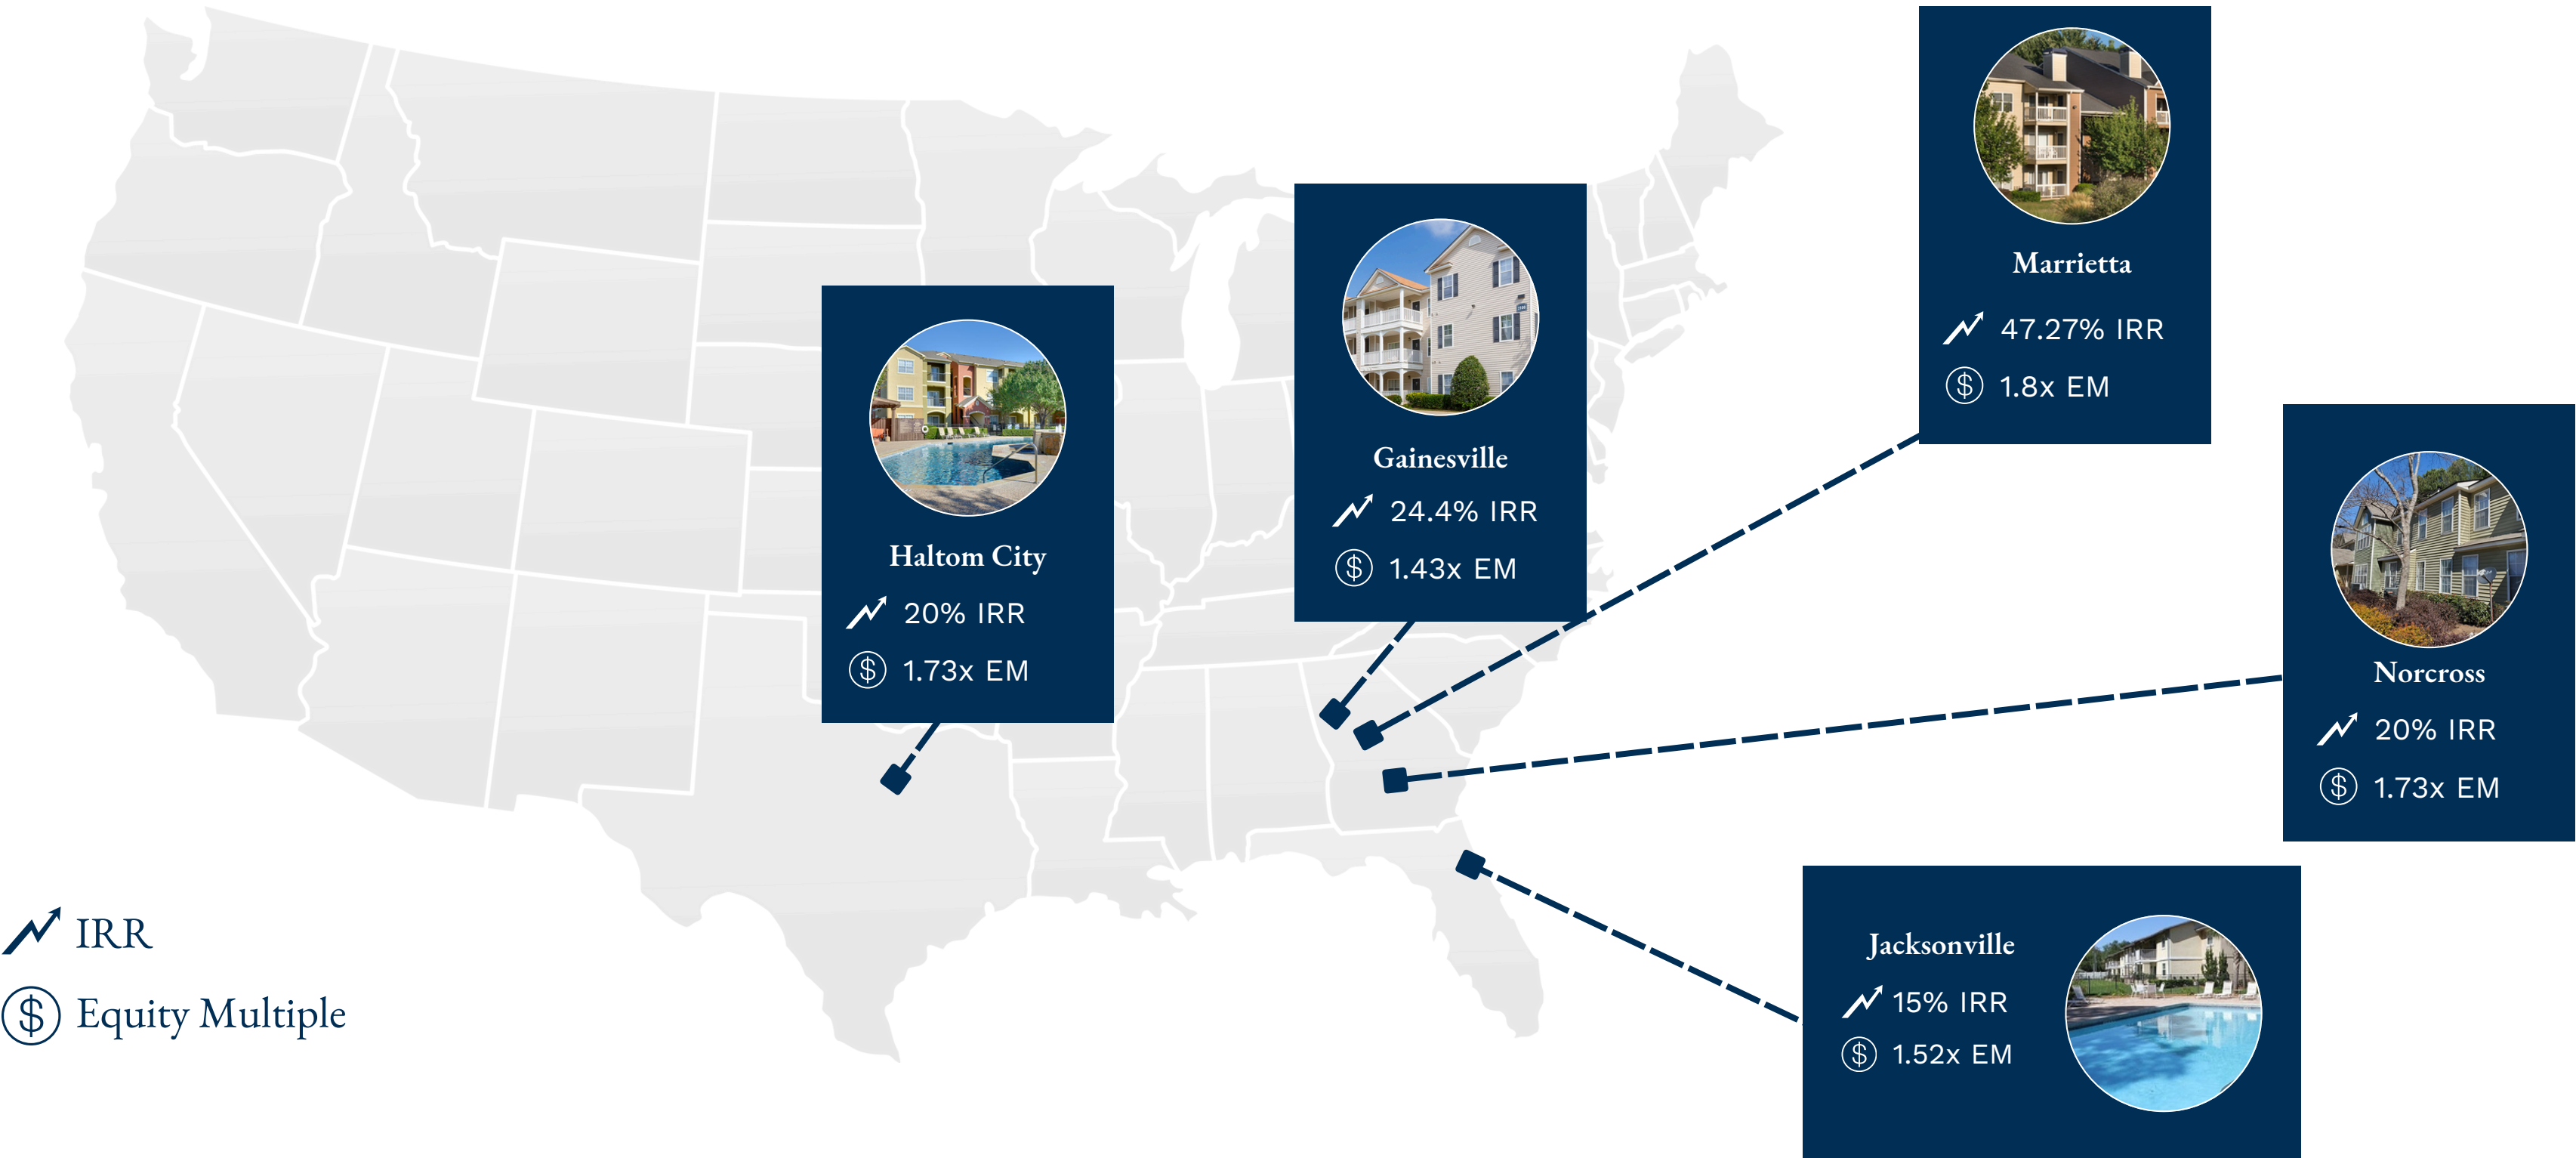 Marrietta
47.27% IRR
1.8x EM
Gainesville
24.4% IRR
1.43x EM
Haltom City
20% IRR
1.73x EM
Norcross
20% IRR
1.73x EM
Jacksonville
15% IRR
1.52x EM
IRR
Equity Multiple